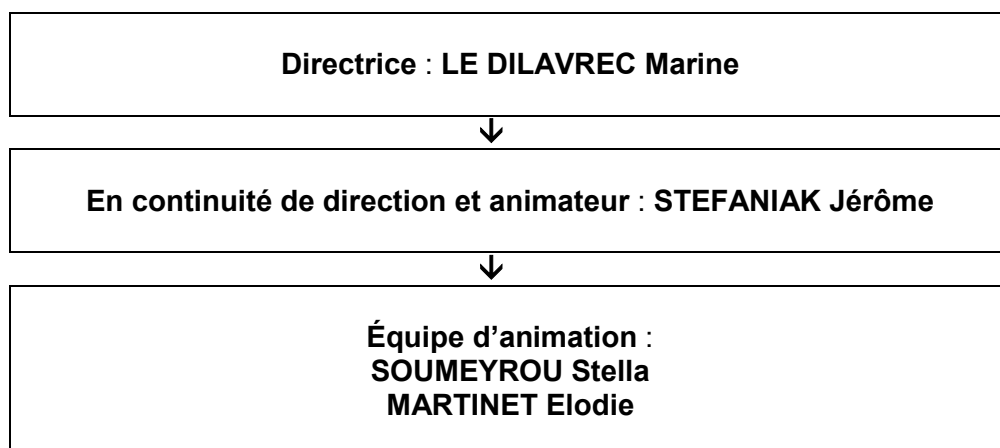 Directrice : LE DILAVREC Marine
En continuité de direction et animateur : STEFANIAK Jérôme
Équipe d’animation :
SOUMEYROU Stella
MARTINET Elodie